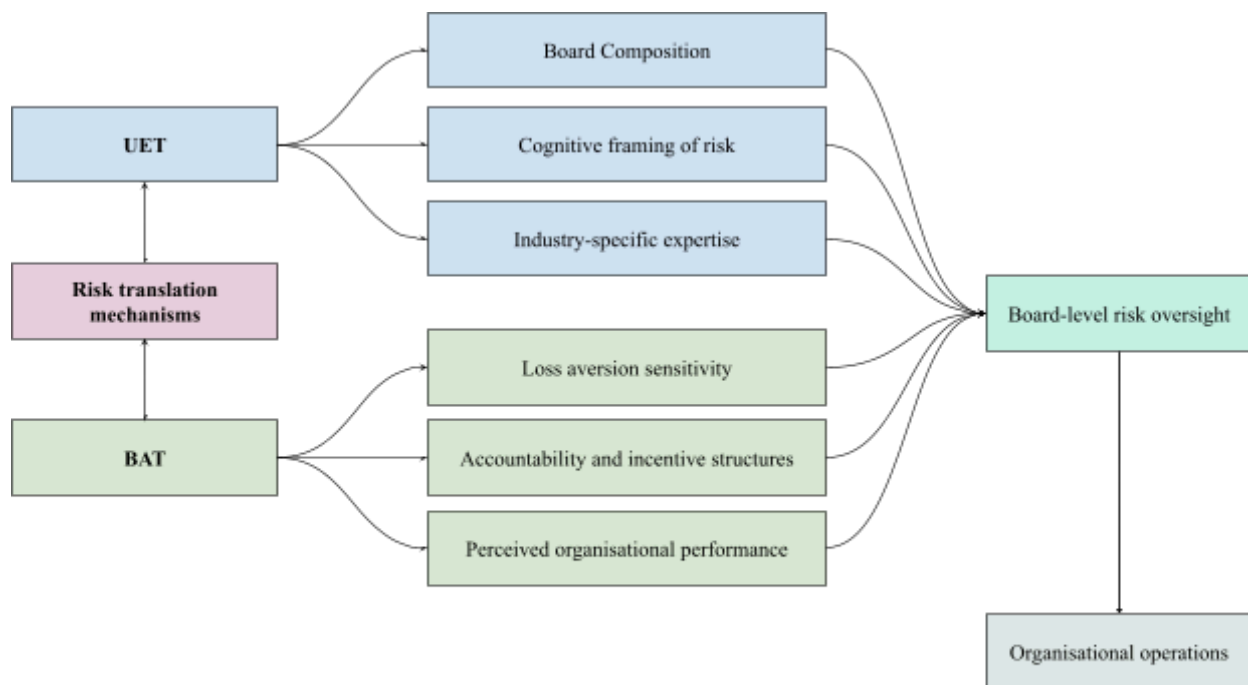 UET
Risk translation
mechanisms
BAT
Board Composition
Cognitive framing of risk
Industry-specific expertise
Loss aversion sensitivity
Accountability and incentive structures
Perceived organisational performance
Board-level risk oversight
Organisational operations